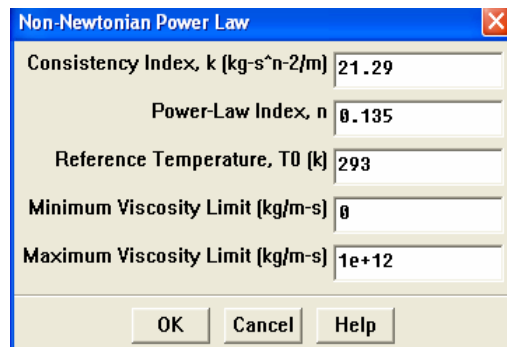 Non-Newtonian Power Law
Consistency Index, k (kg-s^n-2/m) 21.29
Power-Law Index, n 0.135
Reference Temperature, T0 (k) 293
Minimum Viscosity Limit (kg/m-s) 0
Maximum Viscosity Limit (kg/m-s) 1e+12
OK Cancel Help